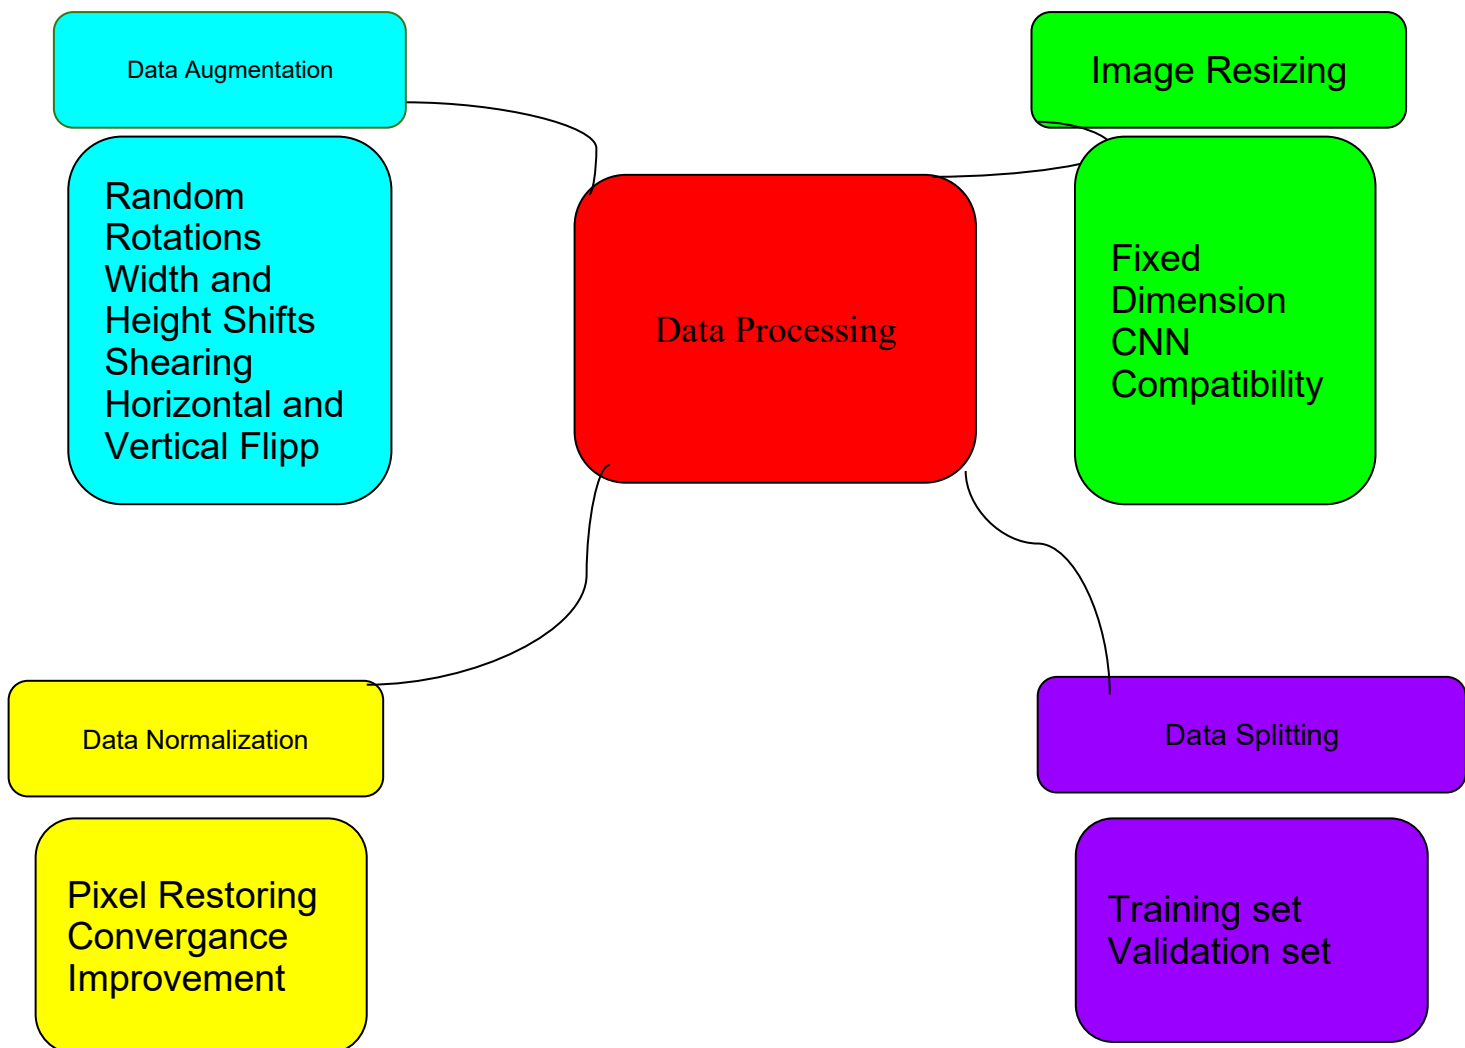 Data Augmentation
Random
Rotations
Width and
Height Shifts
Shearing
Horizontal and
Vertical Flipp
Data Processing
Image Resizing
Fixed
Dimension
CNN
Compatibility
Data Normalization
Pixel Restoring
Convergance
Improvement
Data Splitting
Training set
Validation set